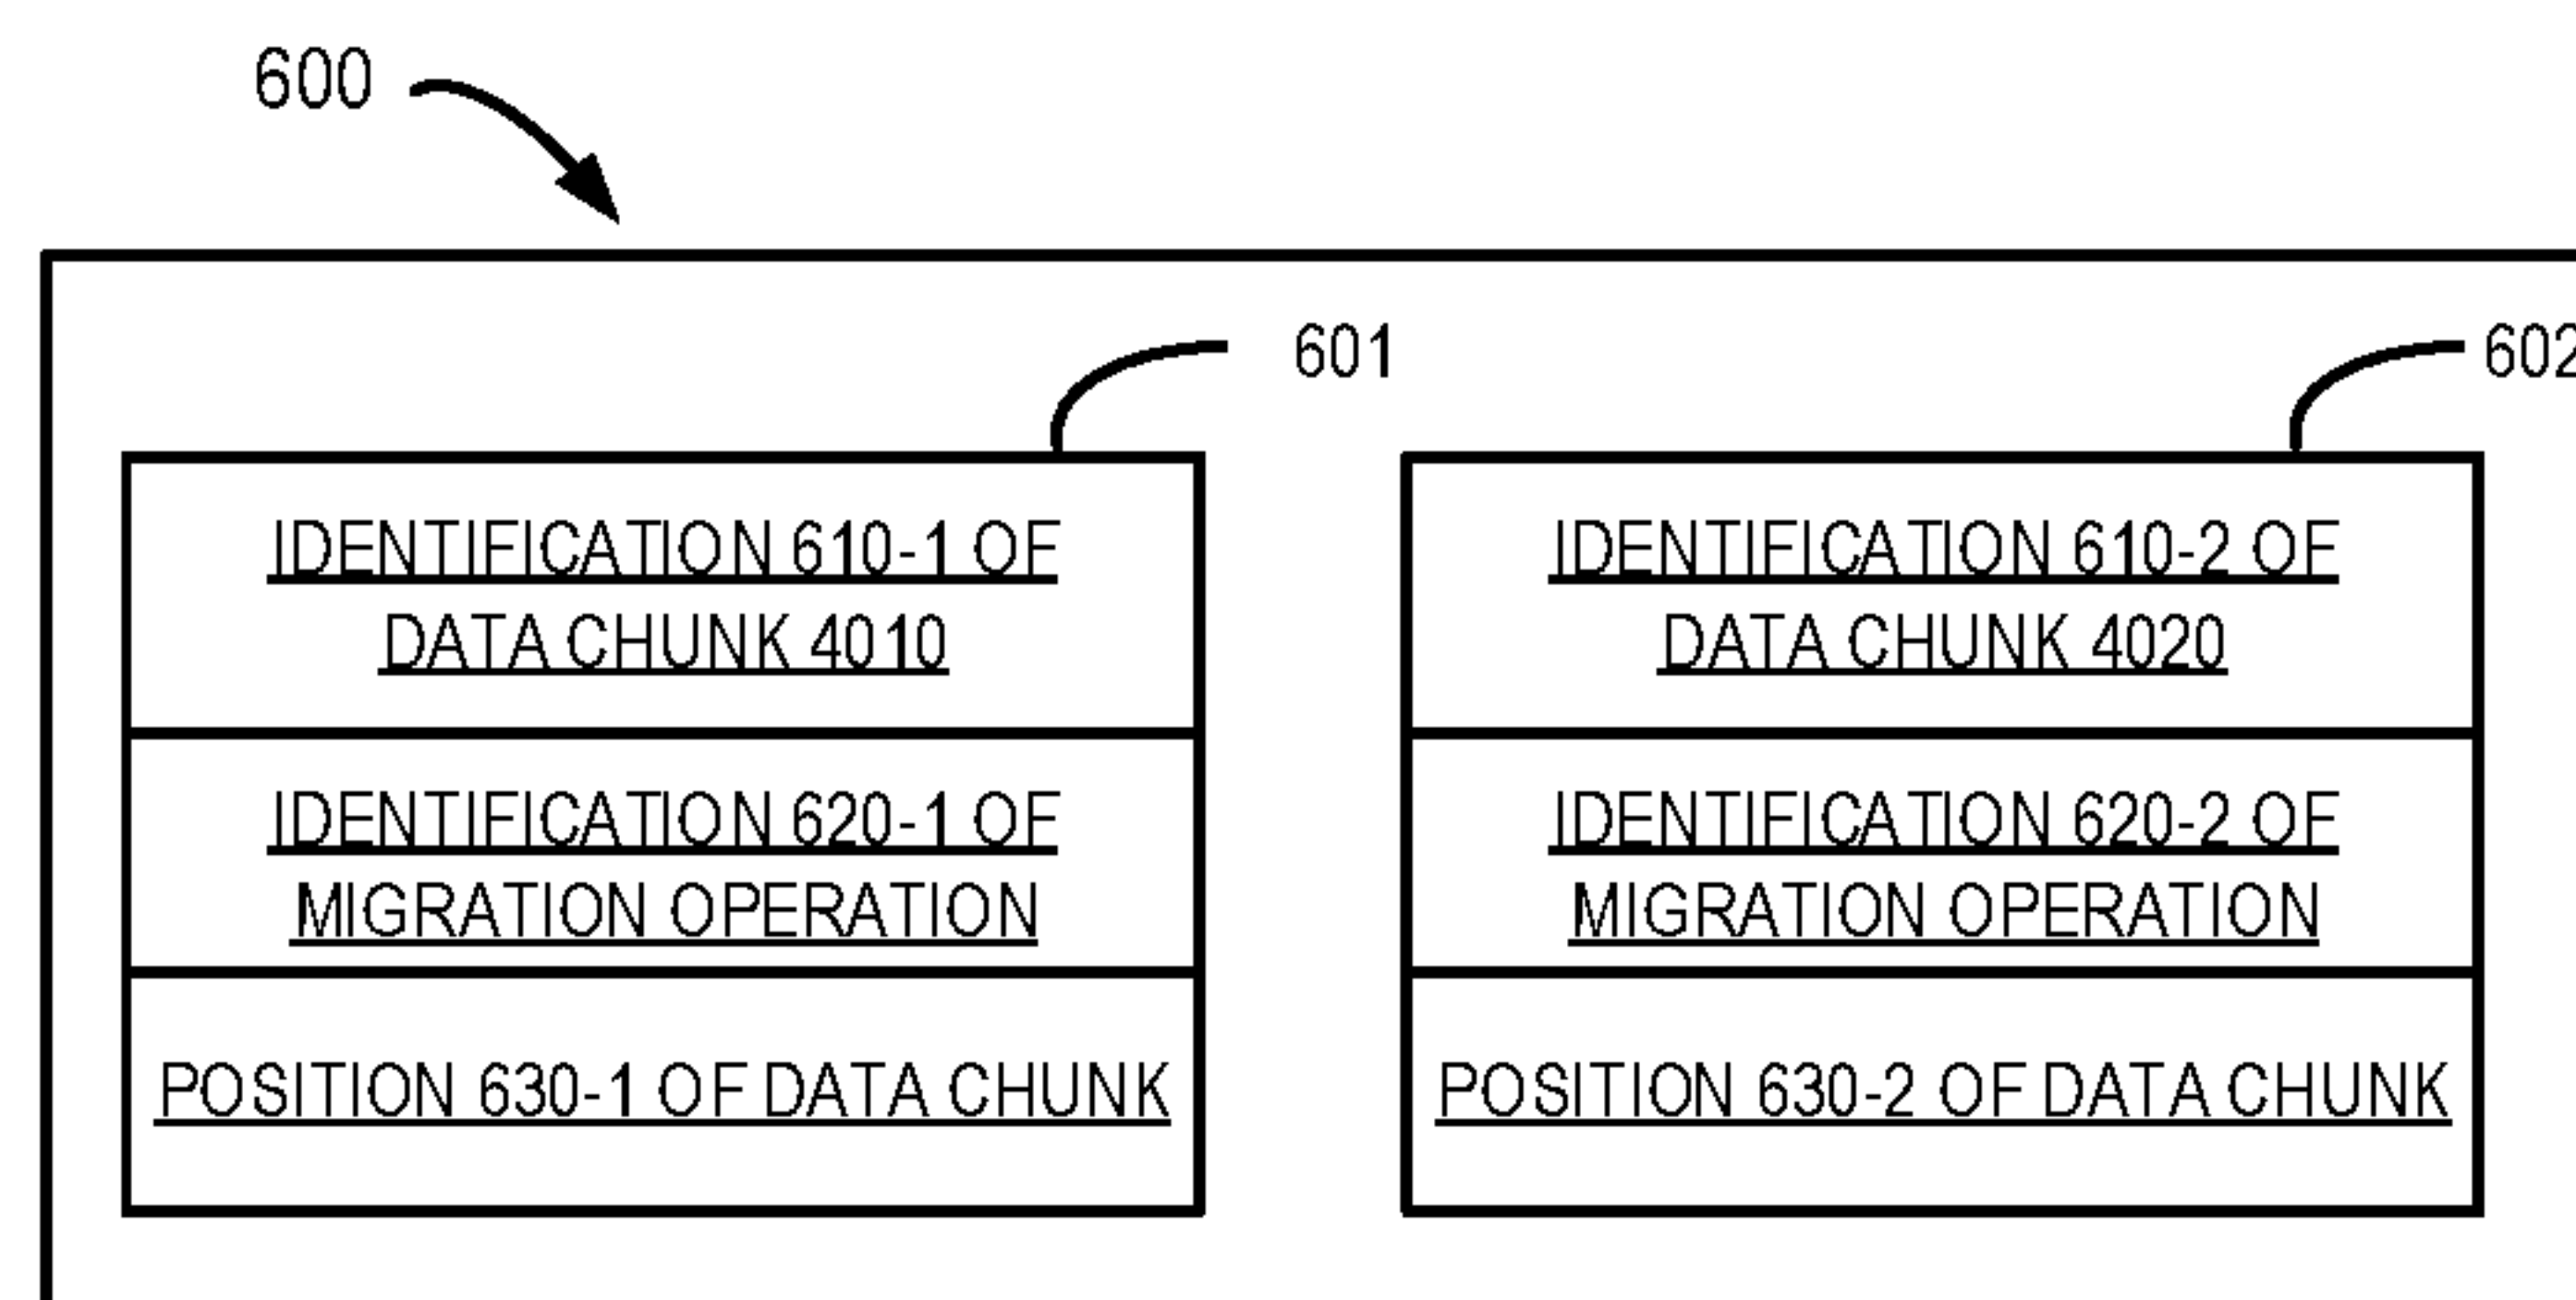 600
601
602
IDENTIFICATION 610-1 OF
DATA CHUNK 4010
IDENTIFICATION 620-1 OF
MIGRATION OPERATION
POSITION 630-1 OF DATA CHUNK
IDENTIFICATION 610-2 OF
DATA CHUNK 4020
IDENTIFICATION 620-2 OF
MIGRATION OPERATION
POSITION 630-2 OF DATA CHUNK